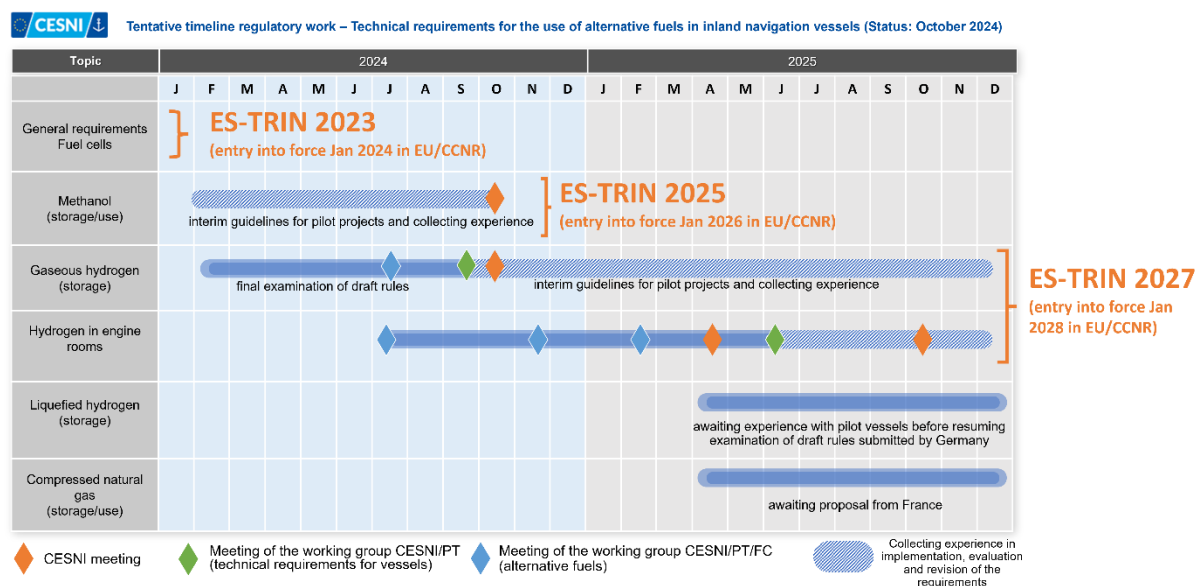 CESNI
Tentative timeline regulatory work – Technical requirements for the use of alternative fuels in inland navigation vessels (Status: October 2024)
Topic 2024 2025
J F M A M J J A S O N D J F M A M J J A S O N D
General requirements
Fuel cells
ES-TRIN 2023
(entry into force Jan 2024 in EU/CCNR)
Methanol
(storage/use)
interim guidelines for pilot projects and collecting experience
ES-TRIN 2025
(entry into force Jan 2026 in EU/CCNR)
Gaseous hydrogen
(storage)
final examination of draft rules
interim guidelines for pilot projects and collecting experience
ES-TRIN 2027
(entry into force Jan
2028 in EU/CCNR)
Hydrogen in engine
rooms
Liquefied hydrogen
(storage)
awaiting experience with pilot vessels before resuming
examination of draft rules submitted by Germany
Compressed natural
gas
(storage/use)
awaiting proposal from France
CESNI meeting
Meeting of the working group CESNI/PT
(technical requirements for vessels)
Meeting of the working group CESNI/PT/FC
(alternative fuels)
Collecting experience in
implementation, evaluation
and revision of the
requirements